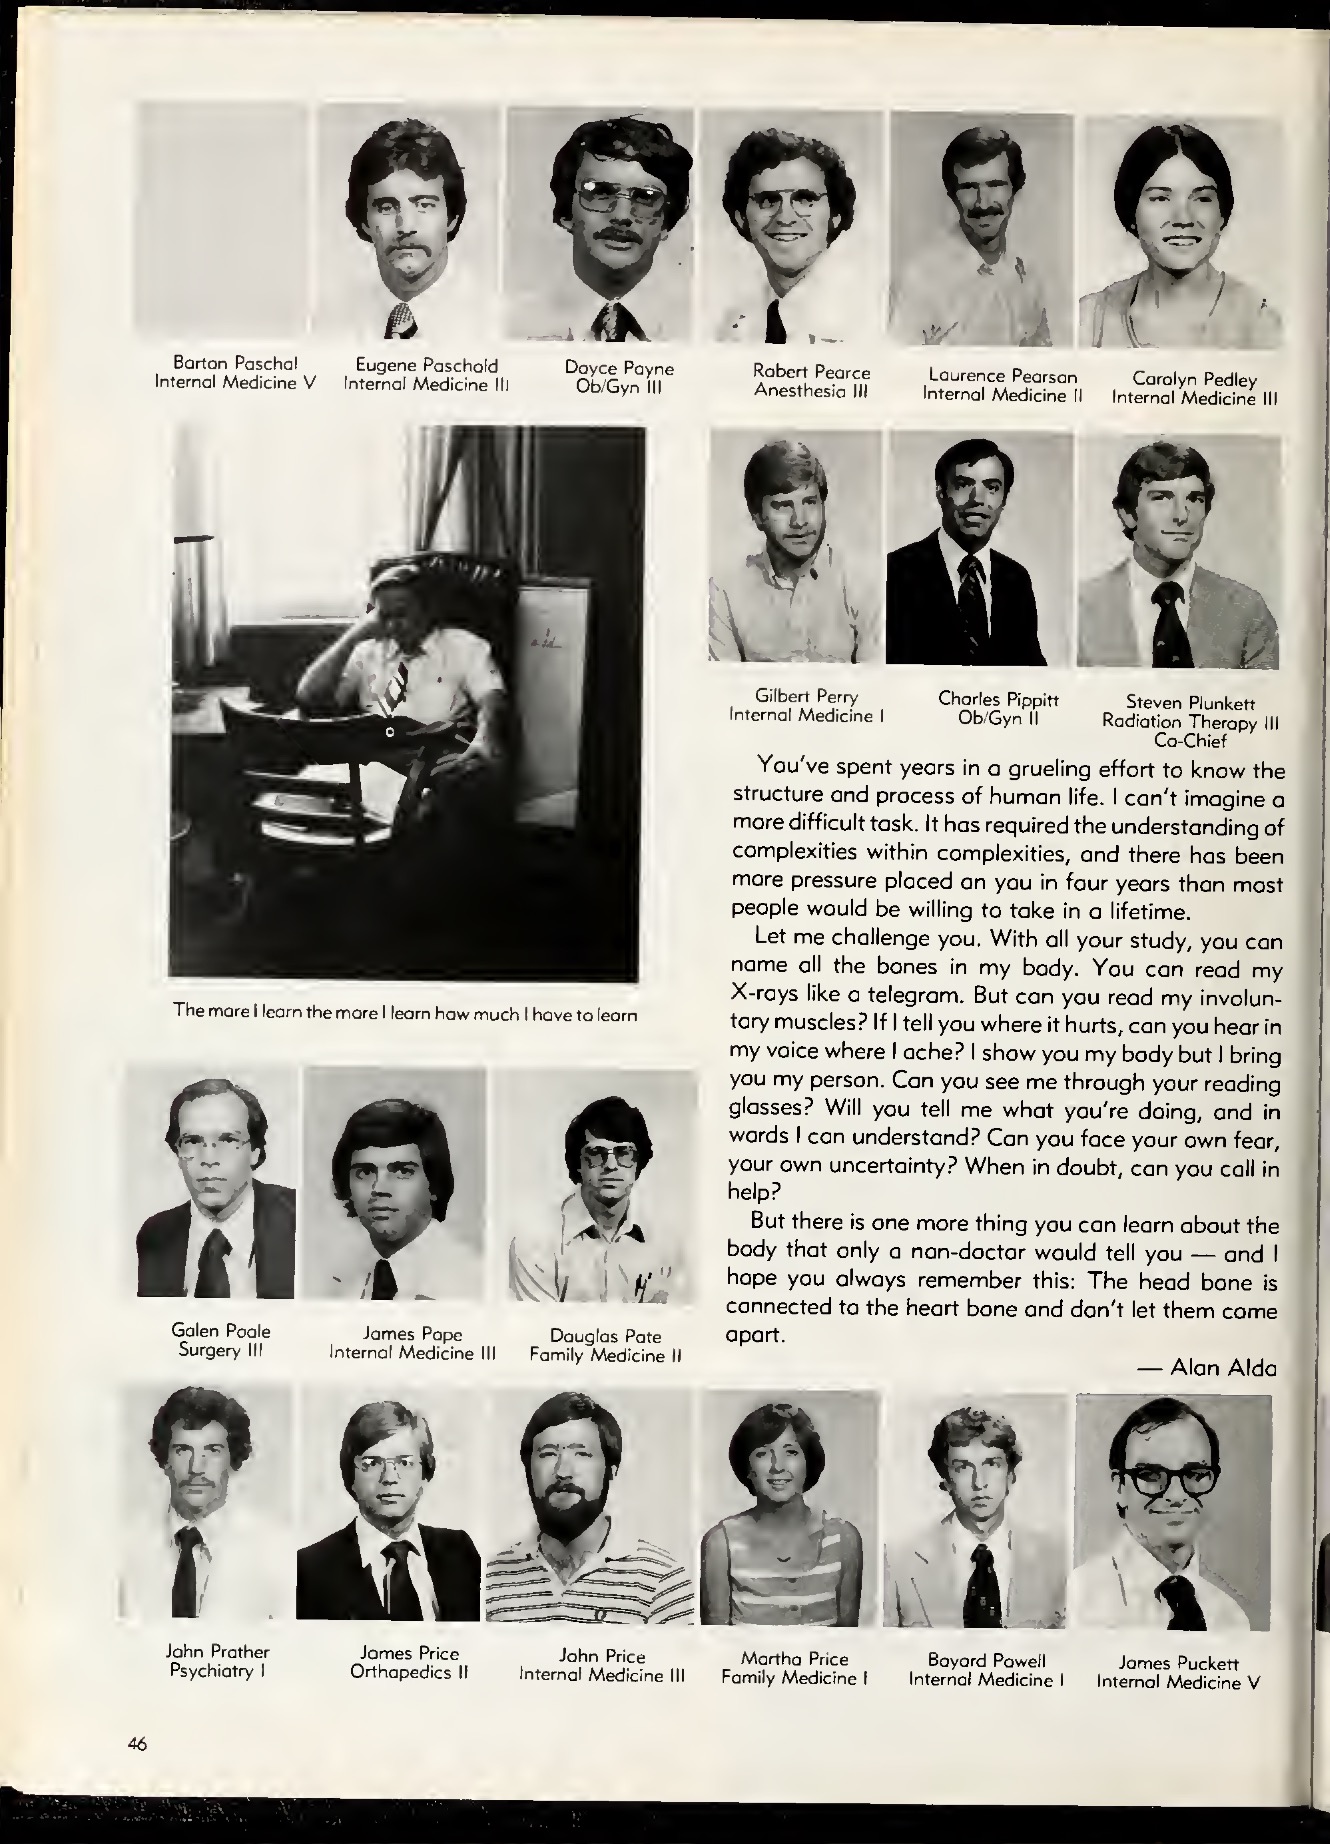 Barton Paschal
Internal Medicine V
Eugene Paschold
Internal Medicine III
Doyce Payne
Ob/Gyn III
Robert Pearce
Anesthesia III
Laurence Pearson
Internal Medicine II
Carolyn Pedley
Internal Medicine III
Gilbert Perry
Internal Medicine I
Charles Pippitt
Ob/Gyn II
Steven Plunkett
Radiation Therapy III
Co-Chief
The more I learn the more I learn how much I have to learn
You've spent years in a grueling effort to know the
structure and process of human life. I can't imagine a
more difficult task. It has required the understanding of
complexities within complexities, and there has been
more pressure placed on you in four years than most
people would be willing to take in a lifetime.
Let me challenge you. With all your study, you can
name all the bones in my body. You can read my
X-rays like a telegram. But can you read my involun-
tary muscles? If I tell you where it hurts, can you hear in
my voice where I ache? I show you my body but I bring
you my person. Can you see me through your reading
glasses? Will you tell me what you're doing, and in
words I can understand? Can you face your own fear,
your own uncertainty? When in doubt, can you call in
help?
But there is one more thing you can learn about the
body that only a non-doctor would tell you — and I
hope you always remember this: The head bone is
connected to the heart bone and don't let them come
apart.
— Alan Alda
Galen Poole
Surgery III
James Pope
Internal Medicine III
Douglas Pote
Family Medicine II
John Prather
Psychiatry I
James Price
Orthopedics II
John Price
Internal Medicine III
Martha Price
Family Medicine I
Bayard Powell
Internal Medicine I
James Puckett
Internal Medicine V
46